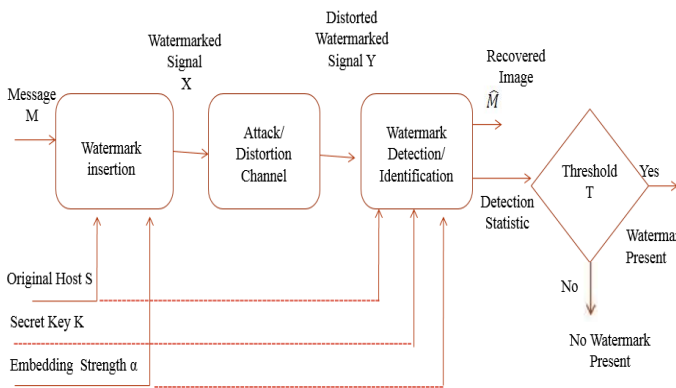 Message
M
Watermark
insertion
Watermarked
Signal
X
Attack/
Distortion
Channel
Distorted
Watermarked
Signal Y
Watermark
Detection/
Identification
Recovered
Image
M̂
Detection
Statistic
Threshold
T
Yes
Watermar
Present
No
No Watermark
Present
Original Host S
Secret Key K
Embedding Strength α